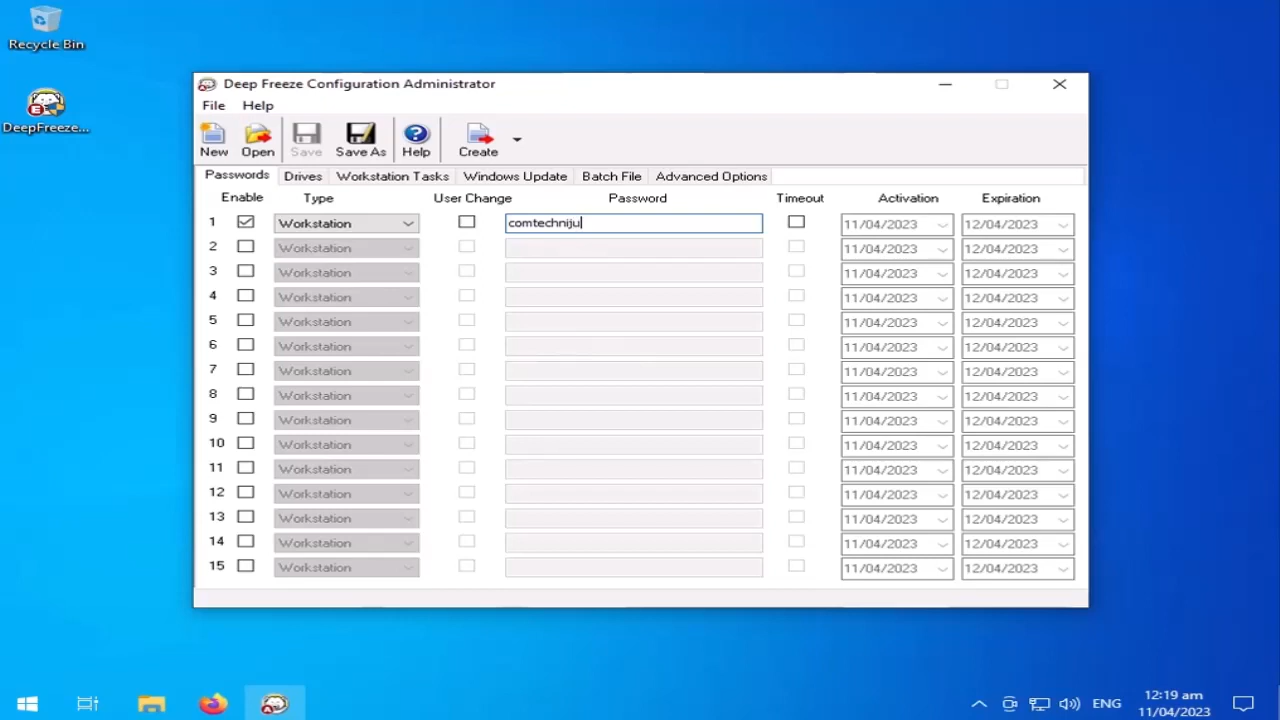 Recycle Bin
DeepFreeze...
Deep Freeze Configuration Administrator
File Help
New Open Save Save As Help Create
Passwords Drives Workstation Tasks Windows Update Batch File Advanced Options
Enable Type User Change Password Timeout Activation Expiration
1 Workstation comtechniju 11/04/2023 12/04/2023
2 Workstation 11/04/2023 12/04/2023
3 Workstation 11/04/2023 12/04/2023
4 Workstation 11/04/2023 12/04/2023
5 Workstation 11/04/2023 12/04/2023
6 Workstation 11/04/2023 12/04/2023
7 Workstation 11/04/2023 12/04/2023
8 Workstation 11/04/2023 12/04/2023
9 Workstation 11/04/2023 12/04/2023
10 Workstation 11/04/2023 12/04/2023
11 Workstation 11/04/2023 12/04/2023
12 Workstation 11/04/2023 12/04/2023
13 Workstation 11/04/2023 12/04/2023
14 Workstation 11/04/2023 12/04/2023
15 Workstation 11/04/2023 12/04/2023
ENG
12:19 am
11/04/2023